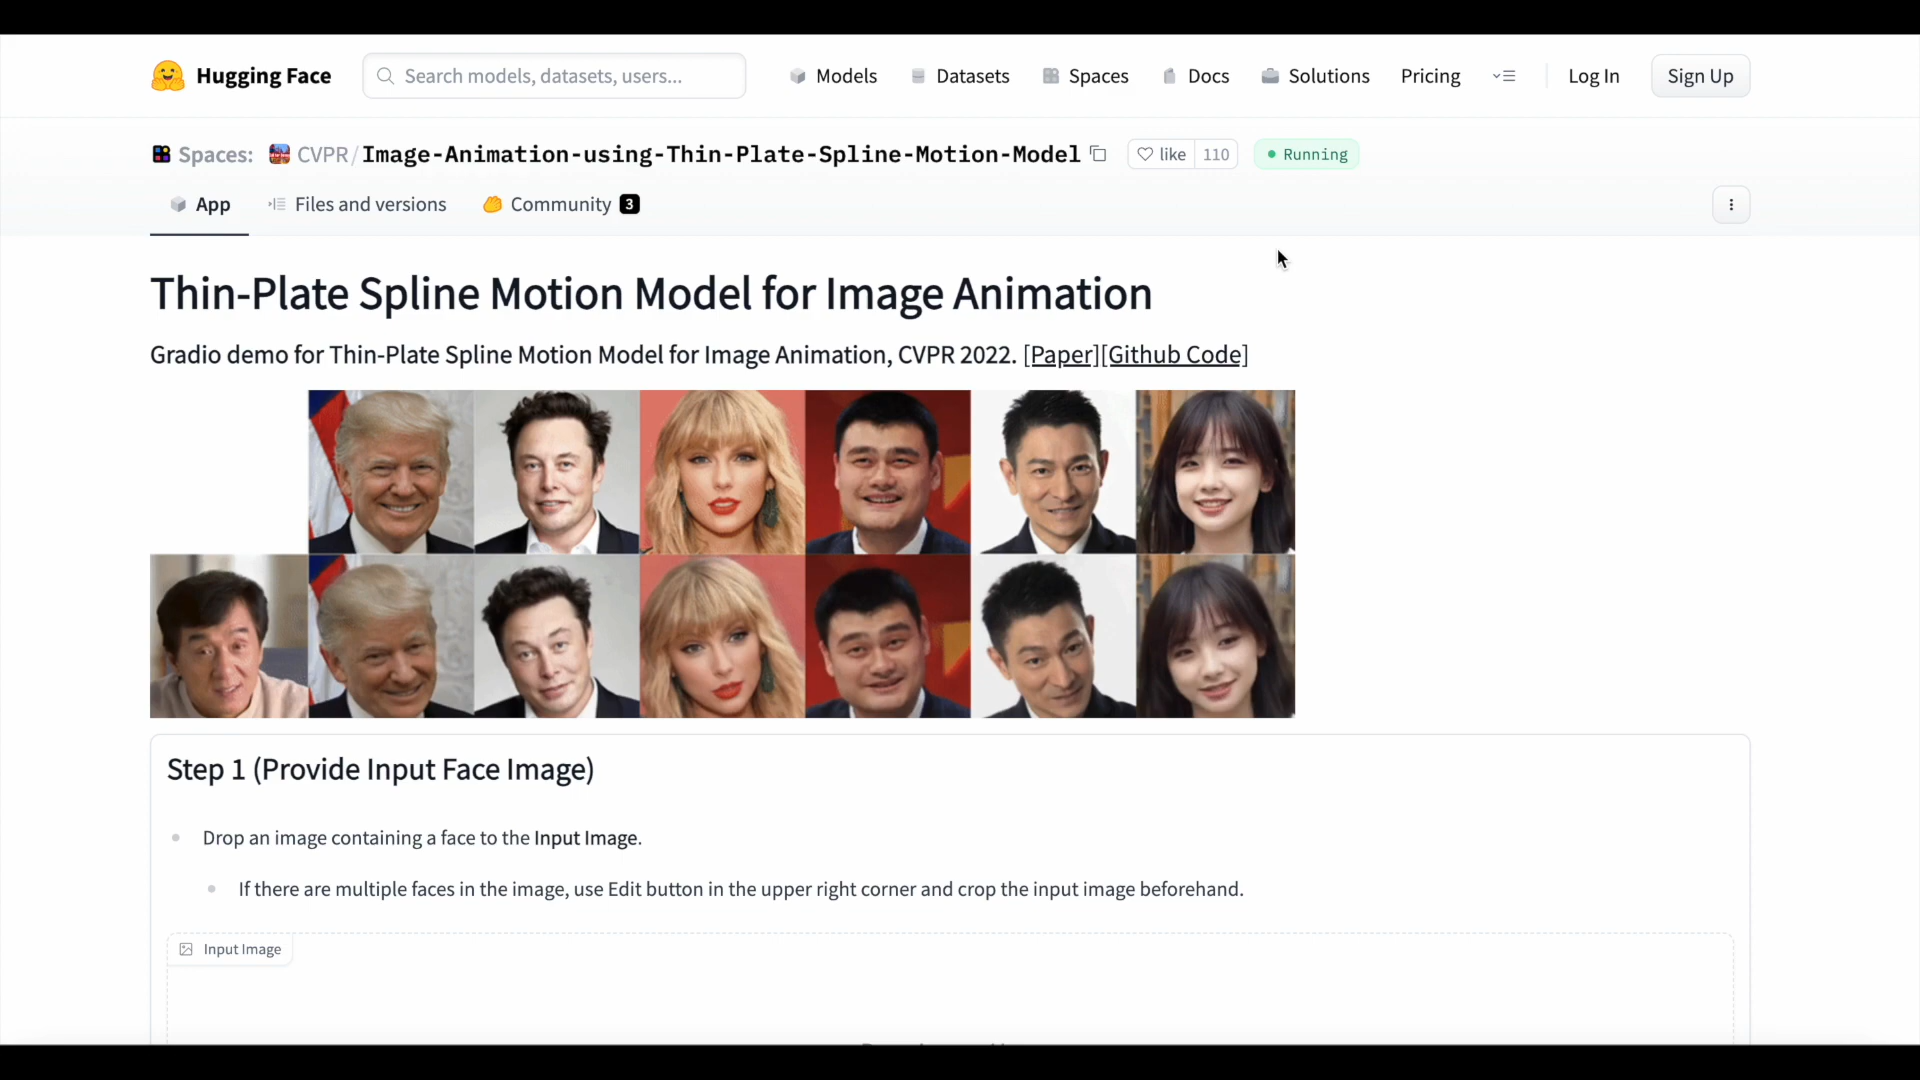 Hugging Face Search models, datasets, users... Models Datasets Spaces Docs Solutions Pricing Log In Sign Up
Spaces: CVPR/Image-Animation-using-Thin-Plate-Spline-Motion-Model like 110 Running
App Files and versions Community 3
Thin-Plate Spline Motion Model for Image Animation
Gradio demo for Thin-Plate Spline Motion Model for Image Animation, CVPR 2022. [Paper][Github Code]
Step 1 (Provide Input Face Image)
Drop an image containing a face to the Input Image.
If there are multiple faces in the image, use Edit button in the upper right corner and crop the input image beforehand.
Input Image